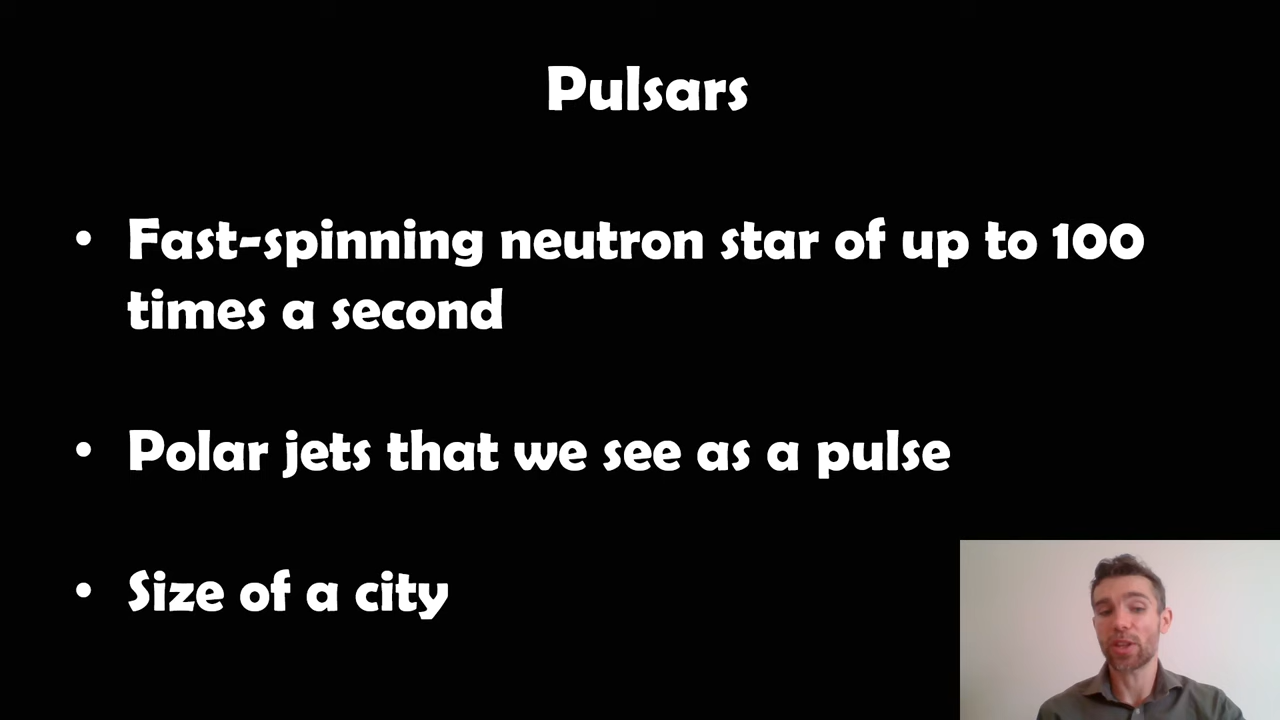 Pulsars
• Fast-spinning neutron star of up to 100
times a second
• Polar jets that we see as a pulse
• Size of a city